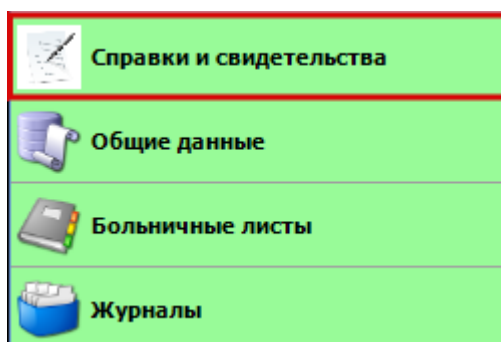 Справки и свидетельства
Общие данные
Больничные листы
Журналы